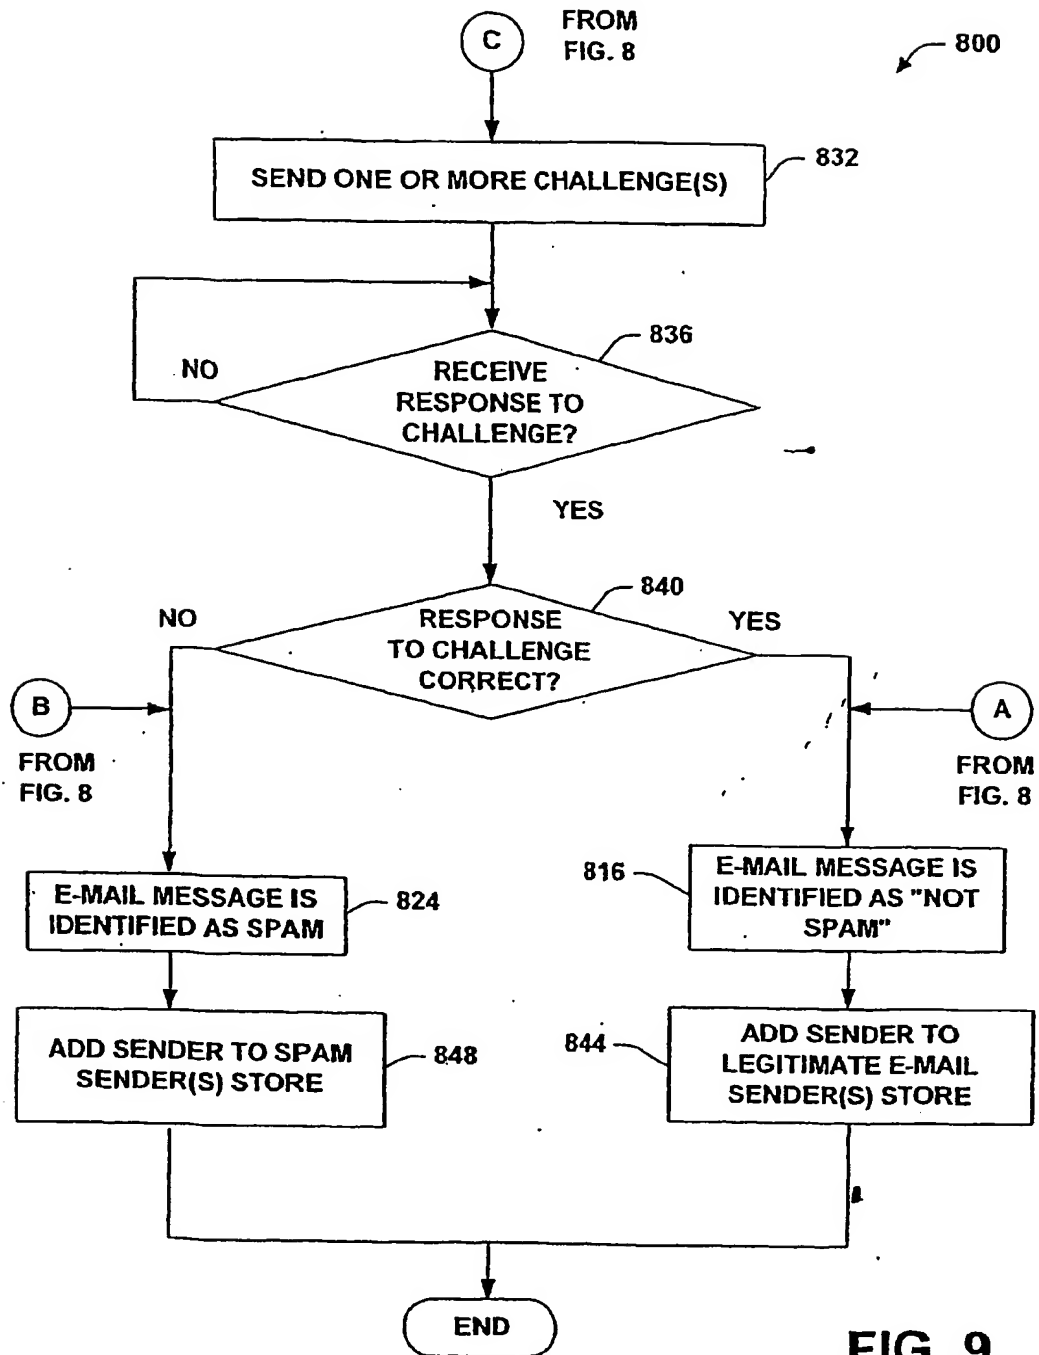 C
FROM
FIG. 8
800
SEND ONE OR MORE CHALLENGE(S)
832
836
NO
RECEIVE
RESPONSE TO
CHALLENGE?
YES
840
NO
RESPONSE
TO CHALLENGE
CORRECT?
YES
B
FROM
FIG. 8
A
FROM
FIG. 8
E-MAIL MESSAGE IS
IDENTIFIED AS SPAM
824
816
E-MAIL MESSAGE IS
IDENTIFIED AS "NOT
SPAM"
ADD SENDER TO SPAM
SENDER(S) STORE
848
844
ADD SENDER TO
LEGITIMATE E-MAIL
SENDER(S) STORE
END
FIG. 9